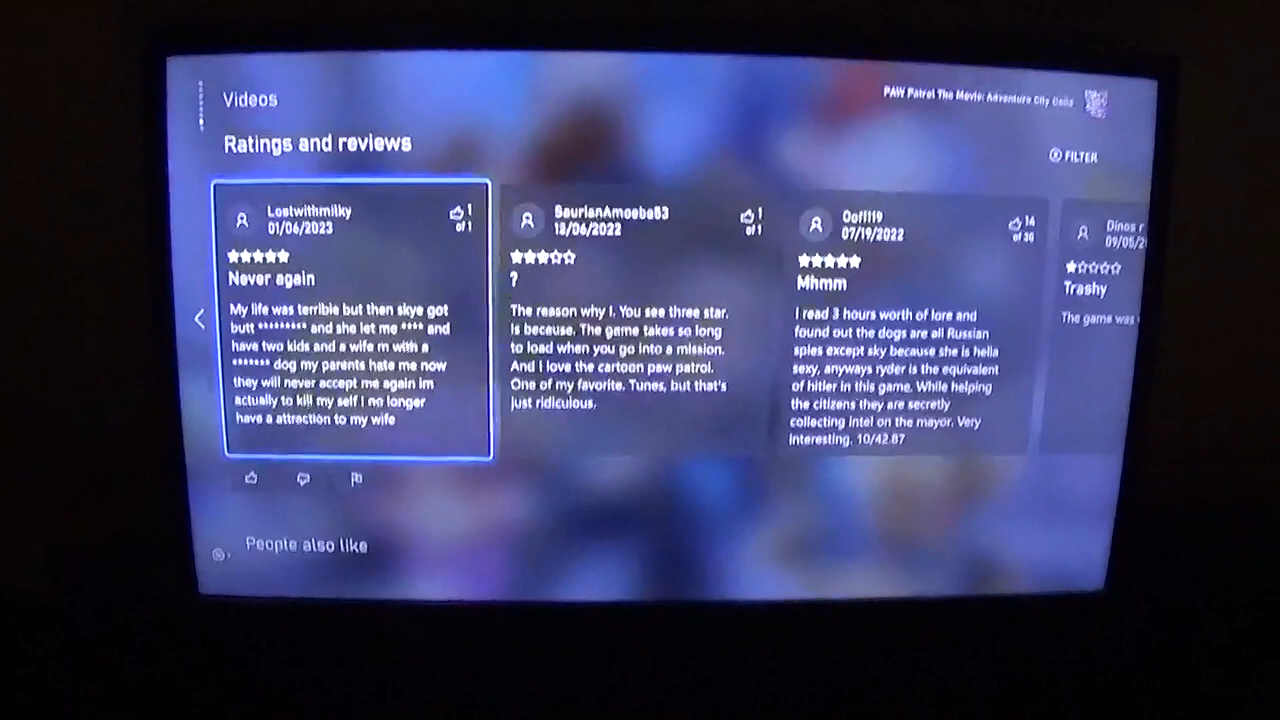 Videos
PAW Patrol The Movie: Adventure City Calls
Ratings and reviews
FILTER
Lostwithmilky
01/06/2023
1
of 1
Never again
My life was terrible but then skye got
butt ********* and she let me **** and
have two kids and a wife m with a
******* dog my parents hate me now
they will never accept me again im
actually to kill my self I no longer
have a attraction to my wife
SaurianAmoeba53
18/06/2022
1
of 1
?
The reason why I. You see three star.
Is because. The game takes so long
to load when you go into a mission.
And I love the cartoon paw patrol.
One of my favorite. Tunes, but that's
just ridiculous.
Oof1119
07/19/2022
14
of 30
Mhmm
I read 3 hours worth of lore and
found out the dogs are all Russian
spies except sky because she is hella
sexy, anyways ryder is the equivalent
of hitler in this game. While helping
the citizens they are secretly
collecting intel on the mayor. Very
interesting. 10/42.87
Dinos r
09/05/2
Trashy
The game was
People also like